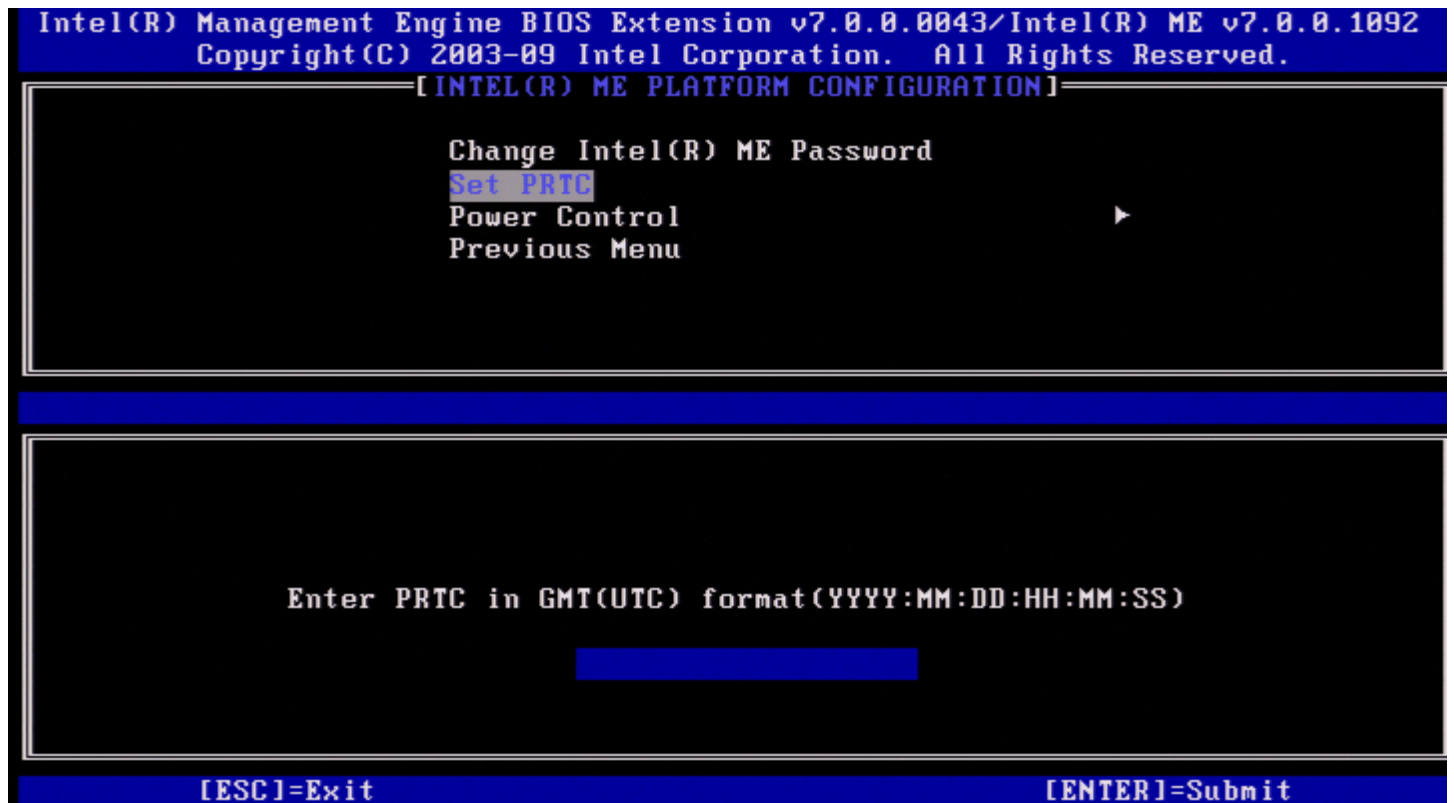 Intel(R) Management Engine BIOS Extension v7.0.0.0043/Intel(R) ME v7.0.0.1092
Copyright(C) 2003-09 Intel Corporation. All Rights Reserved.
[INTEL(R) ME PLATFORM CONFIGURATION]
Change Intel(R) ME Password
Set PRTC
Power Control
Previous Menu
Enter PRTC in GMT(UTC) format(YYYY:MM:DD:HH:MM:SS)
[ESC]=Exit [ENTER]=Submit